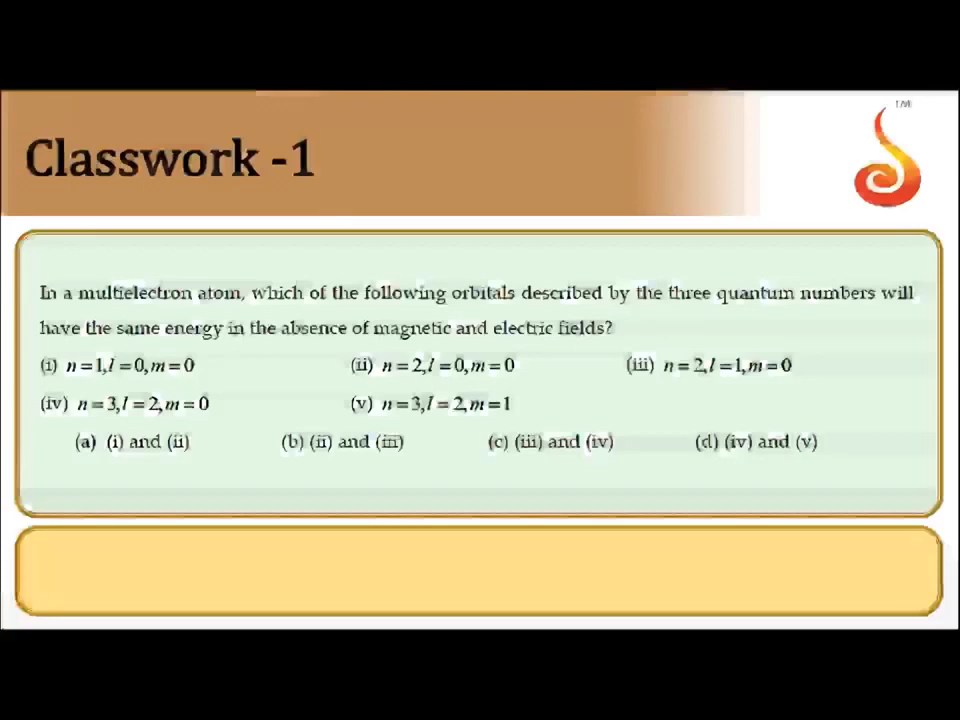 Classwork -1
In a multielectron atom, which of the following orbitals described by the three quantum numbers will
have the same energy in the absence of magnetic and electric fields?
(i) n = 1, l = 0, m = 0 (ii) n = 2, l = 0, m = 0 (iii) n = 2, l = 1, m = 0
(iv) n = 3, l = 2, m = 0 (v) n = 3, l = 2, m = 1
(a) (i) and (ii) (b) (ii) and (iii) (c) (iii) and (iv) (d) (iv) and (v)